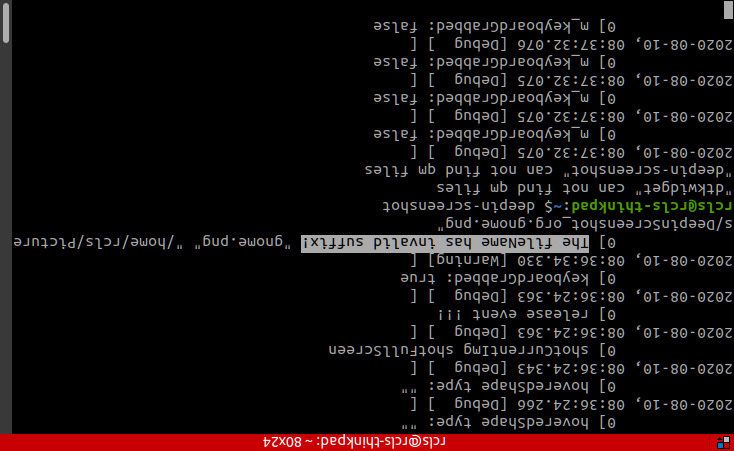 rcls@rcls-thinkpad: ~ 80x24
0] hoveredShape type: ""
2020-08-10, 08:36:24.266 [Debug  ] [
0] hoveredShape type: ""
2020-08-10, 08:36:24.343 [Debug  ] [
0] shotCurrentImg shotFullScreen
2020-08-10, 08:36:24.363 [Debug  ] [
0] release event !!!
2020-08-10, 08:36:24.363 [Debug  ] [
0] keyboardGrabbed: true
2020-08-10, 08:36:34.330 [Warning] [
0] The fileName has invalid suffix! "gnome.png" "/home/rcls/Picture
s/DeepinScreenshot_org.gnome.png"
rcls@rcls-thinkpad:~$ deepin-screenshot
"dtkwidget" can not find qm files
"deepin-screenshot" can not find qm files
2020-08-10, 08:37:32.075 [Debug  ] [
0] m_keyboardGrabbed: false
2020-08-10, 08:37:32.075 [Debug  ] [
0] m_keyboardGrabbed: false
2020-08-10, 08:37:32.075 [Debug  ] [
0] m_keyboardGrabbed: false
2020-08-10, 08:37:32.076 [Debug  ] [
0] m_keyboardGrabbed: false